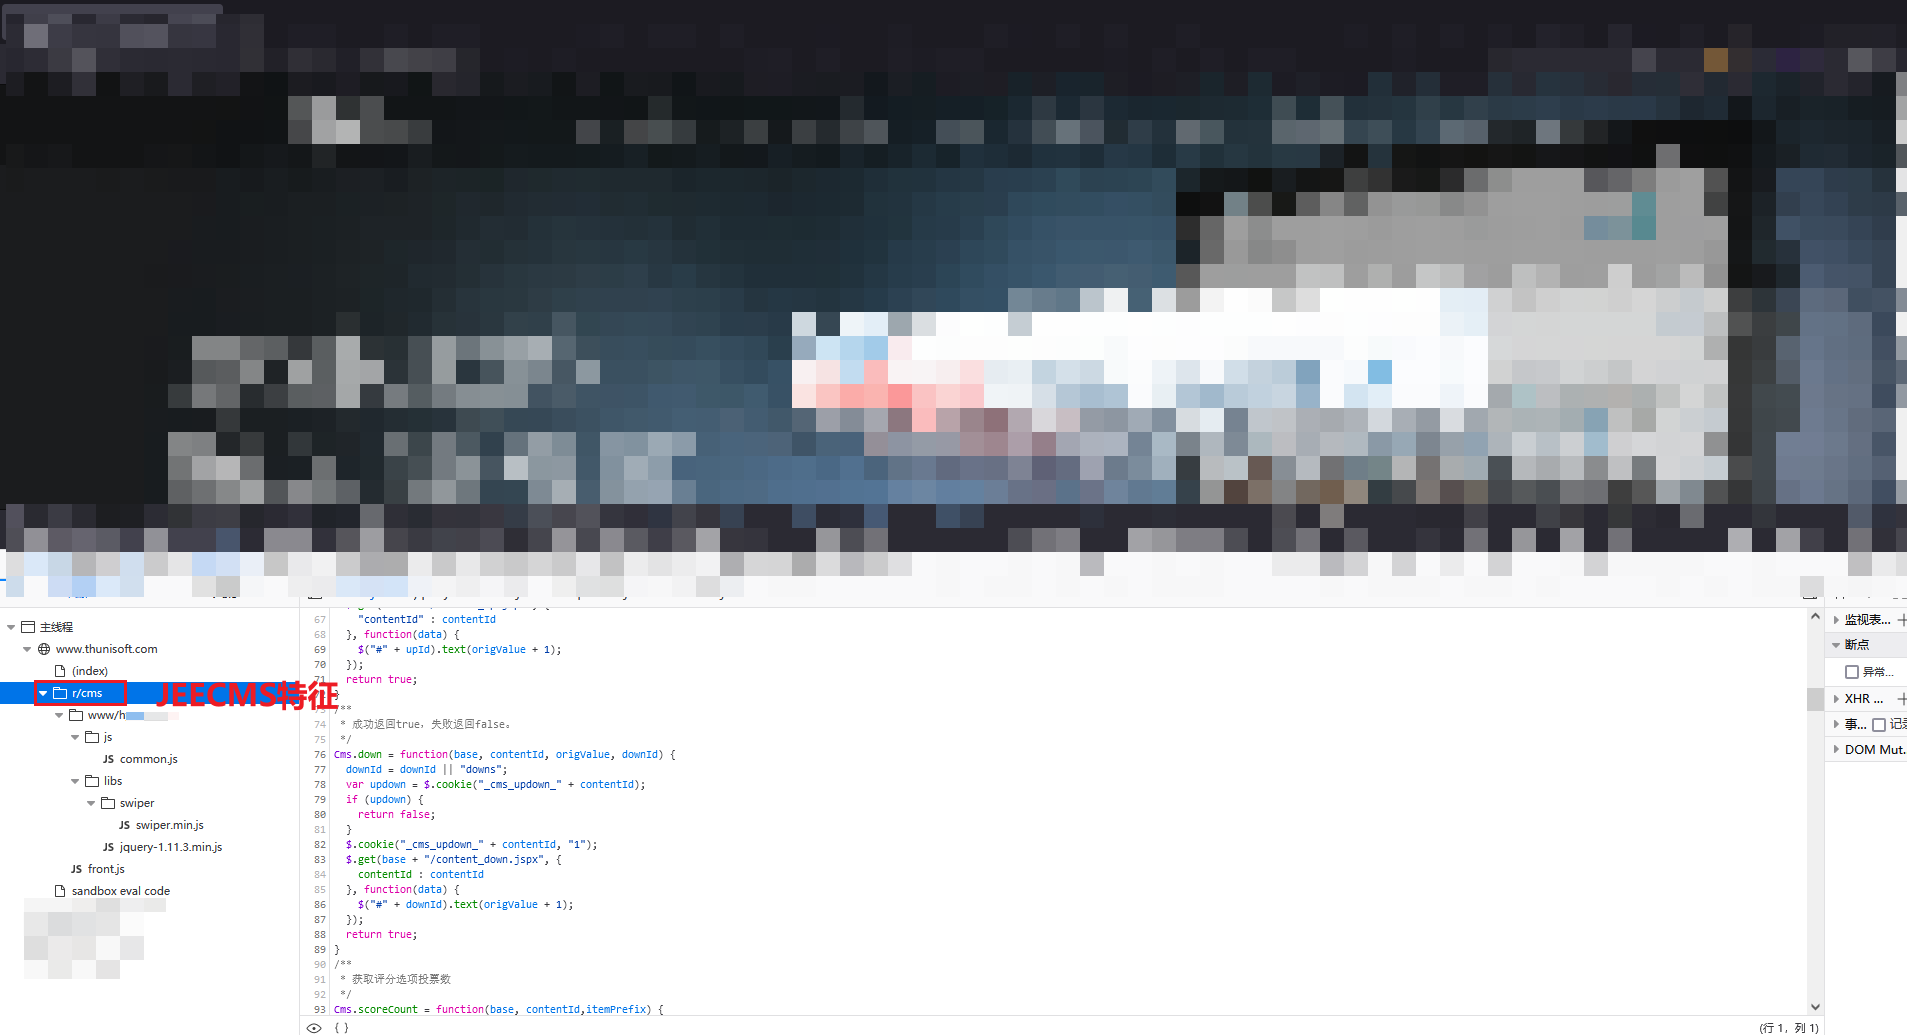 主线程
www.thunisoft.com
(index)
r/cms
JEECMS特征
www/h
js
JS common.js
libs
swiper
JS swiper.min.js
JS jquery-1.11.3.min.js
JS front.js
sandbox eval code
67 "contentId" : contentId
68 }, function(data) {
69 $("#" + upId).text(origValue + 1);
70 });
71 return true;
/**
74 * 成功返回true，失败返回false。
75 */
76 Cms.down = function(base, contentId, origValue, downId) {
77 downId = downId || "downs";
78 var updown = $.cookie("_cms_updown_" + contentId);
79 if (updown) {
80 return false;
81 }
82 $.cookie("_cms_updown_" + contentId, "1");
83 $.get(base + "/content_down.jspx", {
84 contentId : contentId
85 }, function(data) {
86 $("#" + downId).text(origValue + 1);
87 });
88 return true;
89 }
90 /**
91 * 获取评分选项投票数
92 */
93 Cms.scoreCount = function(base, contentId,itemPrefix) {
{ }
(行 1，列 1)
监视表...
断点
异常...
XHR ...
事... 记录
DOM Mut.